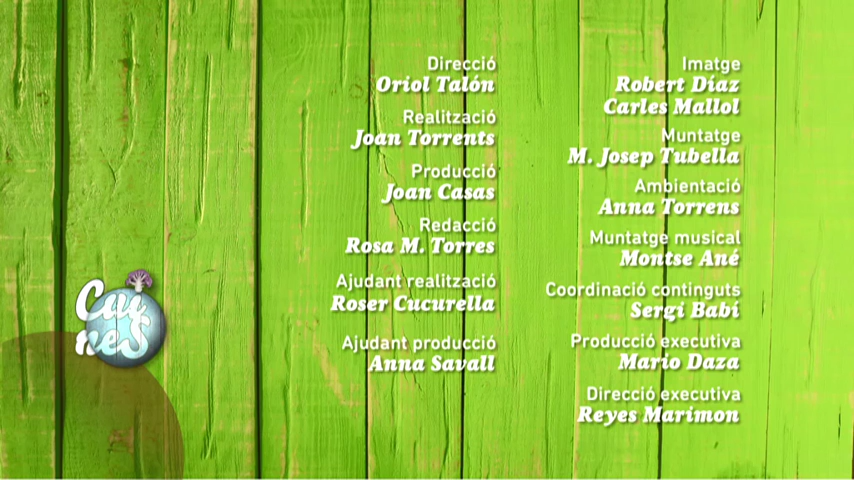 Direcció
Oriol Talón
Realització
Joan Torrents
Producció
Joan Casas
Redacció
Rosa M. Torres
Ajudant realització
Roser Cucurella
Ajudant producció
Anna Savall
Imatge
Robert Díaz
Carles Mallol
Muntatge
M. Josep Tubella
Ambientació
Anna Torrens
Muntatge musical
Montse Ané
Coordinació continguts
Sergi Babí
Producció executiva
Mario Daza
Direcció executiva
Reyes Marimon
Cui
nes